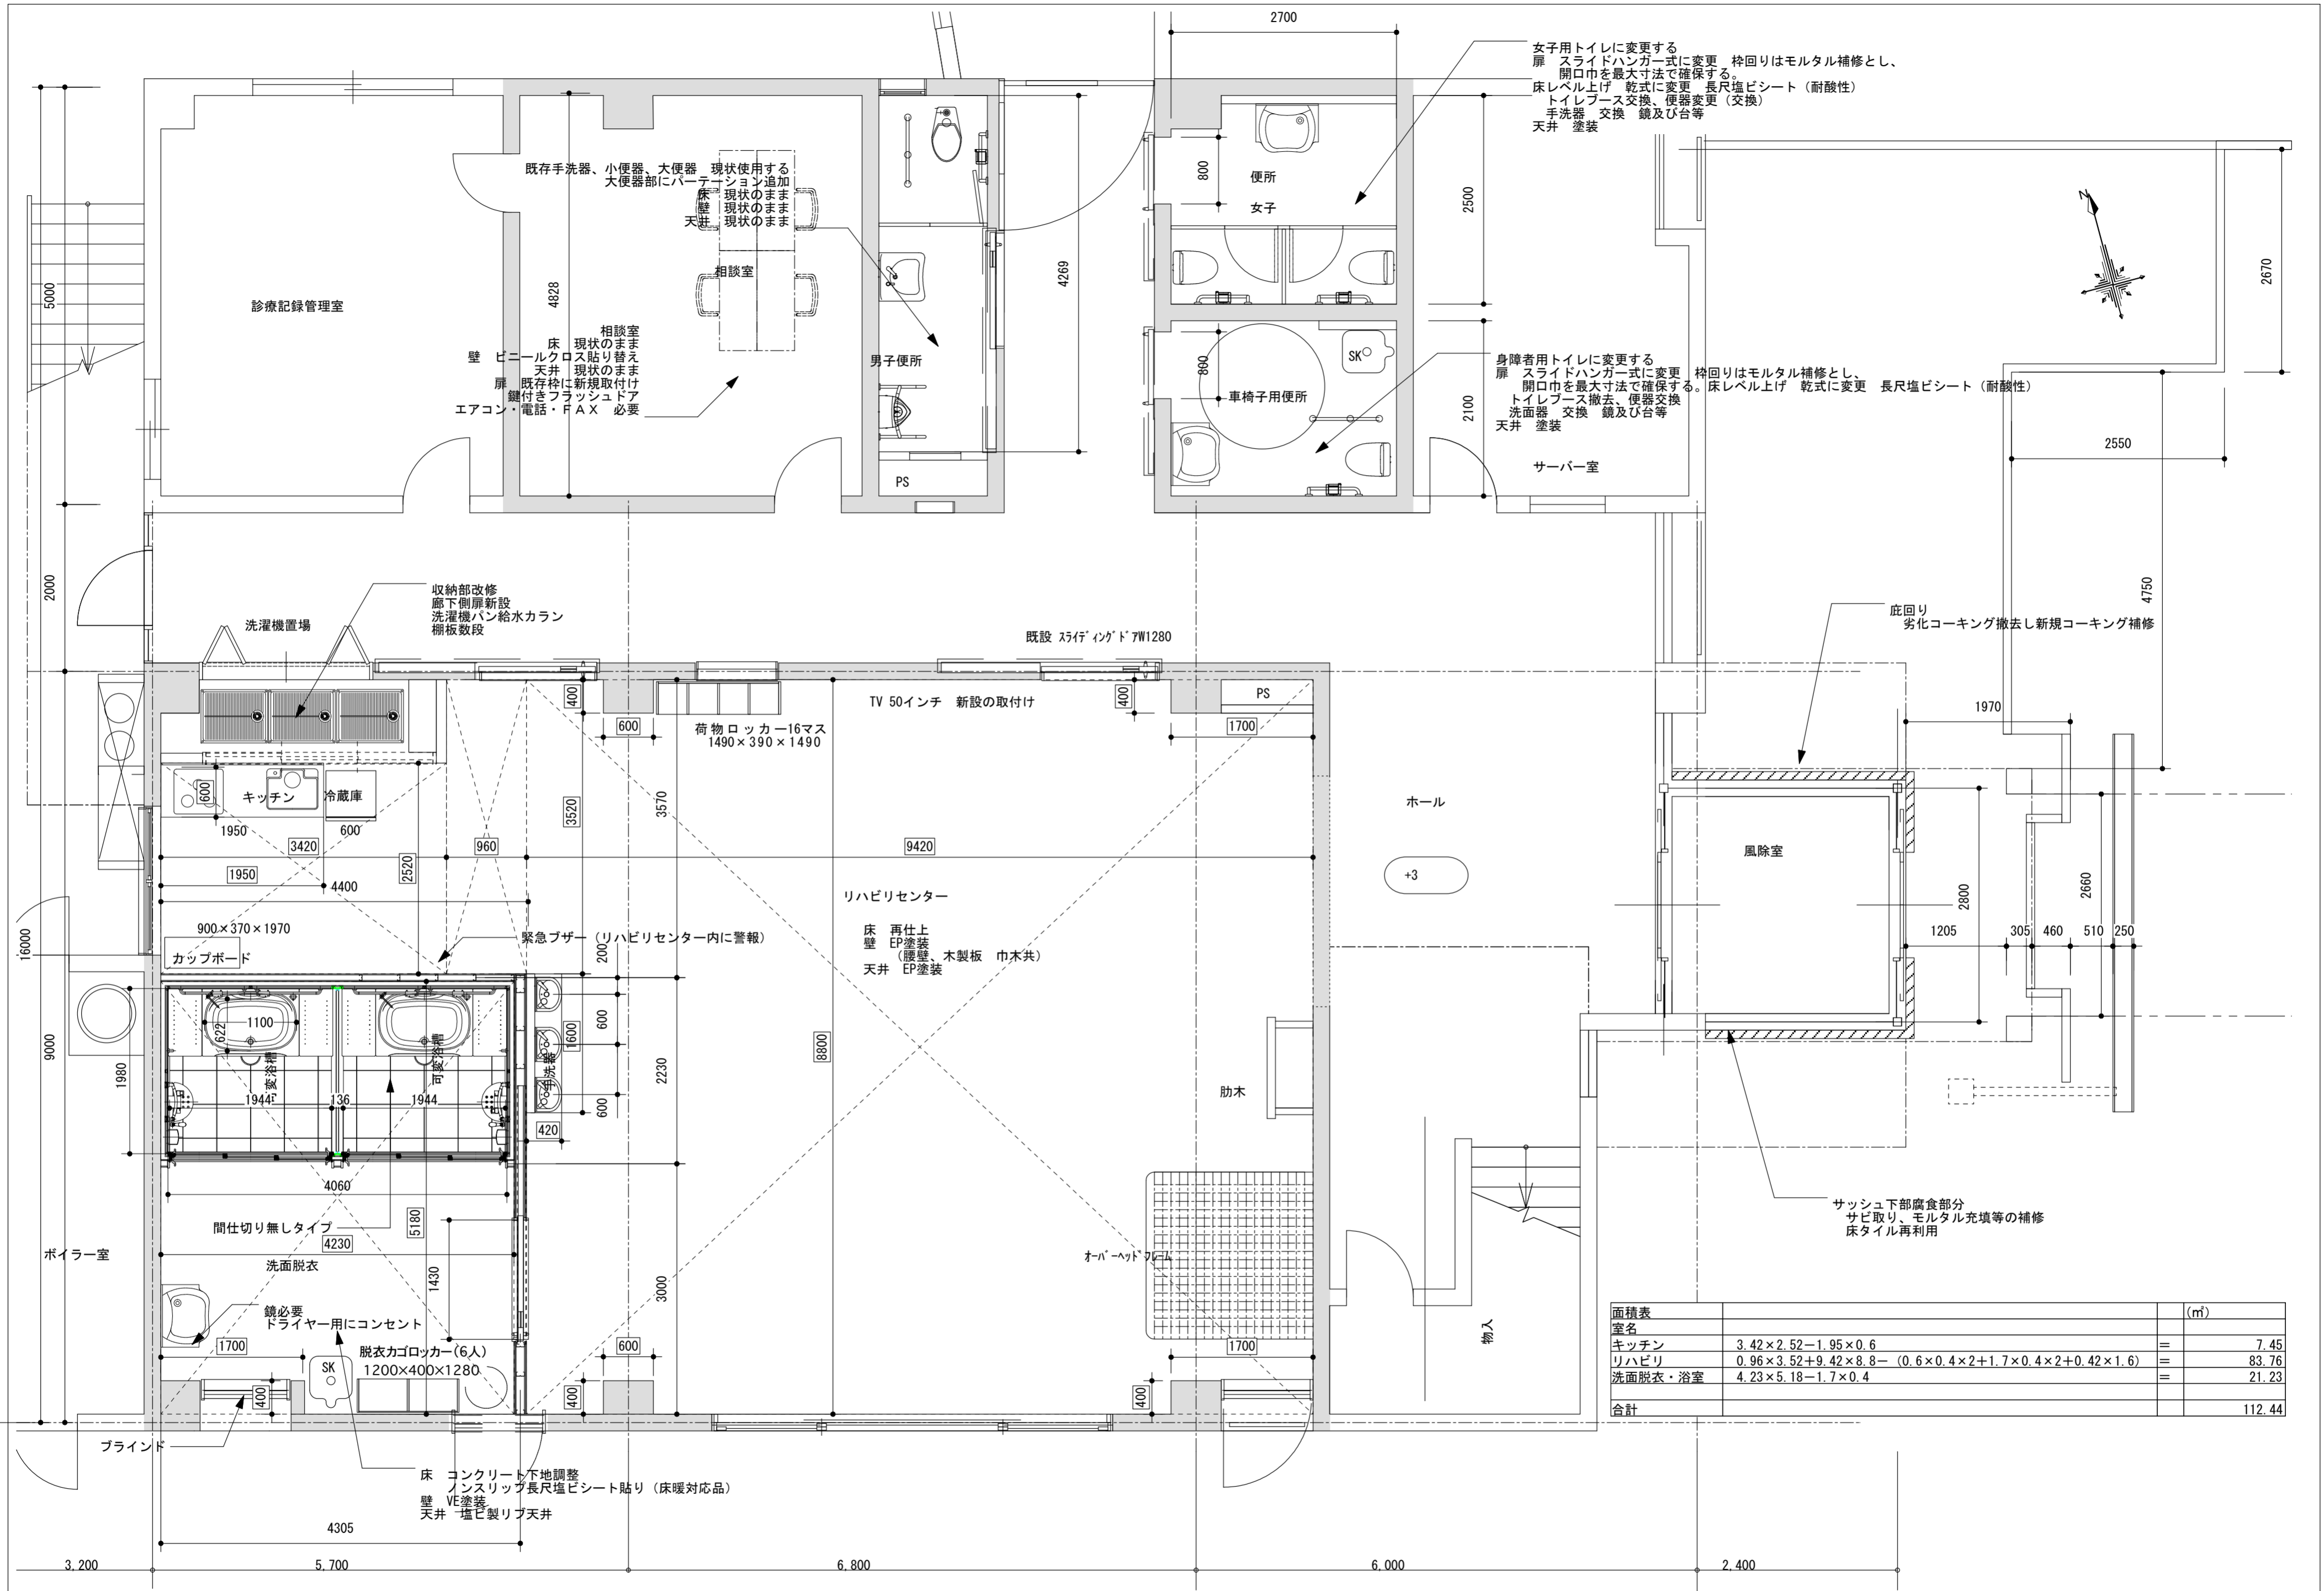 2700
女子用トイレに変更する
扉　スライドハンガー式に変更　枠回りはモルタル補修とし、
開口巾を最大寸法で確保する。
床レベル上げ　乾式に変更　長尺塩ビシート（耐酸性）
トイレブース交換、便器変更（交換）
手洗器　交換　鏡及び台等
天井　塗装
既存手洗器、小便器、大便器　現状使用する
大便器部にパーテーション追加
床　現状のまま
壁　現状のまま
天井　現状のまま
800
便所
女子
2500
N
2670
5000
診療記録管理室
4828
相談室
4269
相談室
床　現状のまま
壁　ビニールクロス貼り替え
天井　現状のまま
扉　既存枠に新規取付け
鍵付きフラッシュドア
エアコン・電話・ＦＡＸ　必要
男子便所
PS
800
SK
車椅子用便所
2100
身障者用トイレに変更する
扉　スライドハンガー式に変更　枠回りはモルタル補修とし、
開口巾を最大寸法で確保する。床レベル上げ　乾式に変更　長尺塩ビシート（耐酸性）
トイレブース撤去、便器交換
洗面器　交換　鏡及び台等
天井　塗装
サーバー室
2550
2000
収納部改修
廊下側扉新設
洗濯機パン給水カラン
棚板数段
洗濯機置場
既設 ｽﾗｲﾃﾞｨﾝｸﾞﾄﾞｱW1280
4750
庇回り
劣化コーキング撤去し新規コーキング補修
400
600
荷物ロッカー16マス
1490×390×1490
TV 50インチ　新設の取付け
400
PS
1700
1970
600
キッチン
冷蔵庫
1950
600
3520
3570
3420
960
9420
2520
1950
4400
ホール
+3
風除室
2800
2660
1205
305
460
510
250
リハビリセンター
床　再仕上
壁　EP塗装
（腰壁、木製板　巾木共）
天井　EP塗装
900×370×1970
カップボード
緊急ブザー（リハビリセンター内に警報）
2000
16000
9000
1980
622
1100
可変浴槽
可変浴槽
1944
136
1944
600
1600
手洗器
600
420
2230
8800
肋木
4060
間仕切り無しタイプ
5180
4230
ボイラー室
洗面脱衣
1430
3000
ｵｰﾊﾞｰﾍｯﾄﾞﾌﾚｰﾑ
サッシュ下部腐食部分
サビ取り、モルタル充填等の補修
床タイル再利用
鏡必要
ドライヤー用にコンセント
1700
SK
脱衣カゴロッカー(6人)
1200×400×1280
400
600
400
1700
400
物入
面積表 (㎡)
室名
キッチン 3.42×2.52－1.95×0.6 ＝ 7.45
リハビリ 0.96×3.52+9.42×8.8－（0.6×0.4×2+1.7×0.4×2+0.42×1.6） ＝ 83.76
洗面脱衣・浴室 4.23×5.18－1.7×0.4 ＝ 21.23
合計 112.44
ブラインド
床　コンクリート下地調整
ノンスリップ長尺塩ビシート貼り（床暖対応品）
壁　VE塗装
天井　塩ビ製リブ天井
4305
3,200
5,700
6,800
6,000
2,400